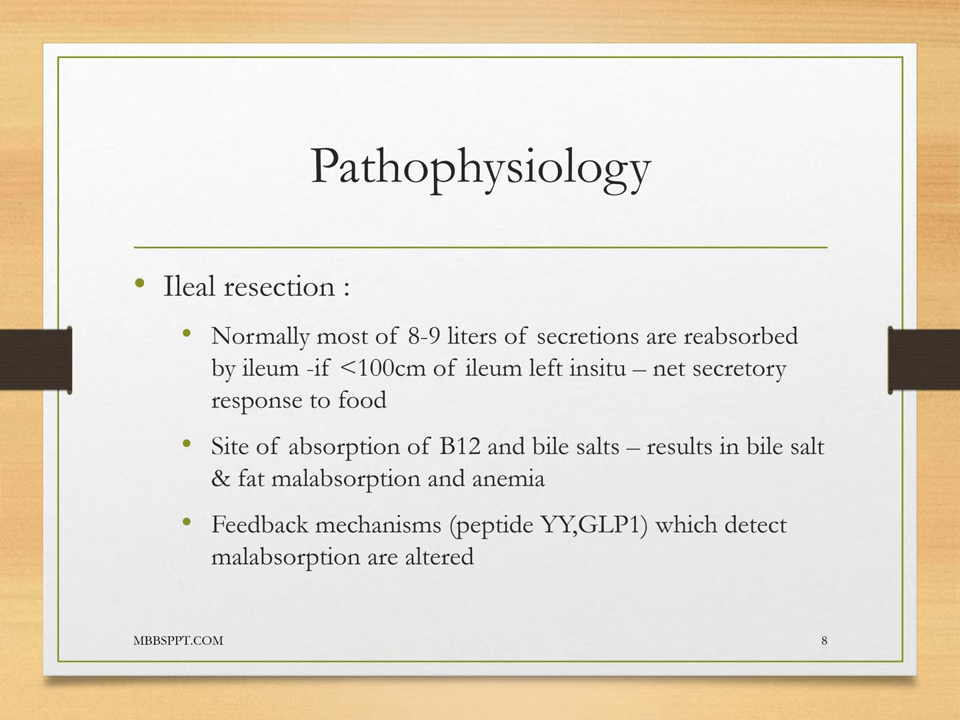 Pathophysiology
• Ileal resection :
• Normally most of 8-9 liters of secretions are reabsorbed
by ileum -if <100cm of ileum left insitu – net secretory
response to food
• Site of absorption of B12 and bile salts – results in bile salt
& fat malabsorption and anemia
• Feedback mechanisms (peptide YY,GLP1) which detect
malabsorption are altered
MBBSPPT.COM
8